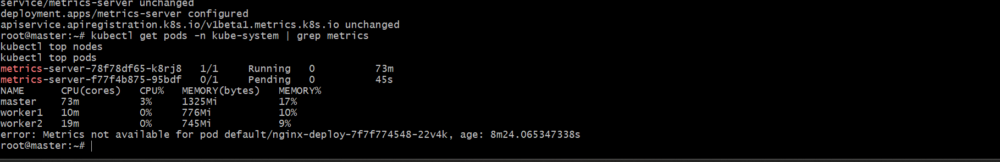 service/metrics-server unchanged
deployment.apps/metrics-server configured
apiservice.apiregistration.k8s.io/v1beta1.metrics.k8s.io unchanged
root@master:~# kubectl get pods -n kube-system | grep metrics
kubectl top nodes
kubectl top pods
metrics-server-78f78df65-k8rj8   1/1     Running   0          73m
metrics-server-f77f4b875-95bdf   0/1     Pending   0          45s
NAME      CPU(cores)   CPU%   MEMORY(bytes)   MEMORY%
master    73m          3%     1325Mi          17%
worker1   10m          0%     776Mi           10%
worker2   19m          0%     745Mi           9%
error: Metrics not available for pod default/nginx-deploy-7f7f774548-22v4k, age: 8m24.065347338s
root@master:~#